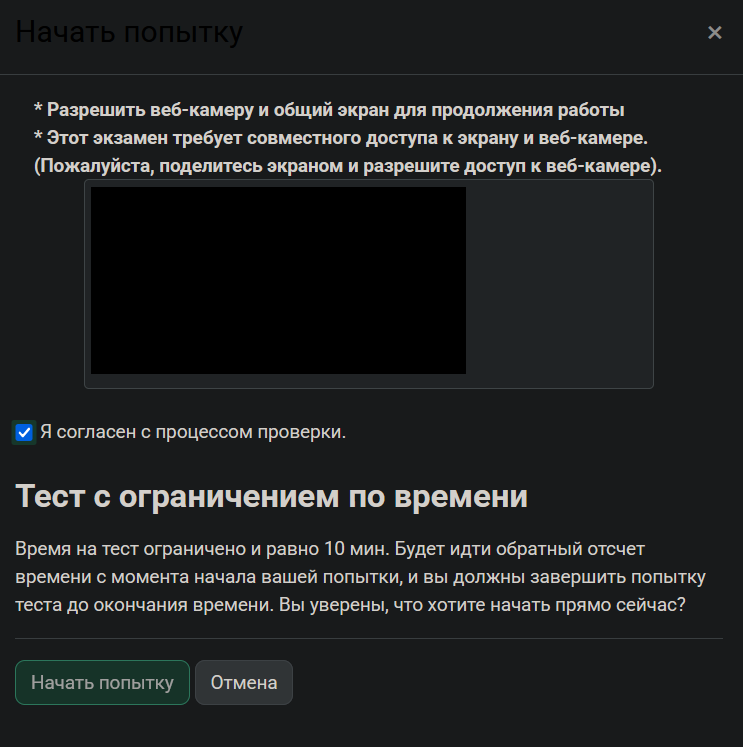 Начать попытку
×
* Разрешить веб-камеру и общий экран для продолжения работы
* Этот экзамен требует совместного доступа к экрану и веб-камере.
(Пожалуйста, поделитесь экраном и разрешите доступ к веб-камере).
Я согласен с процессом проверки.
Тест с ограничением по времени
Время на тест ограничено и равно 10 мин. Будет идти обратный отсчет
времени с момента начала вашей попытки, и вы должны завершить попытку
теста до окончания времени. Вы уверены, что хотите начать прямо сейчас?
Начать попытку Отмена